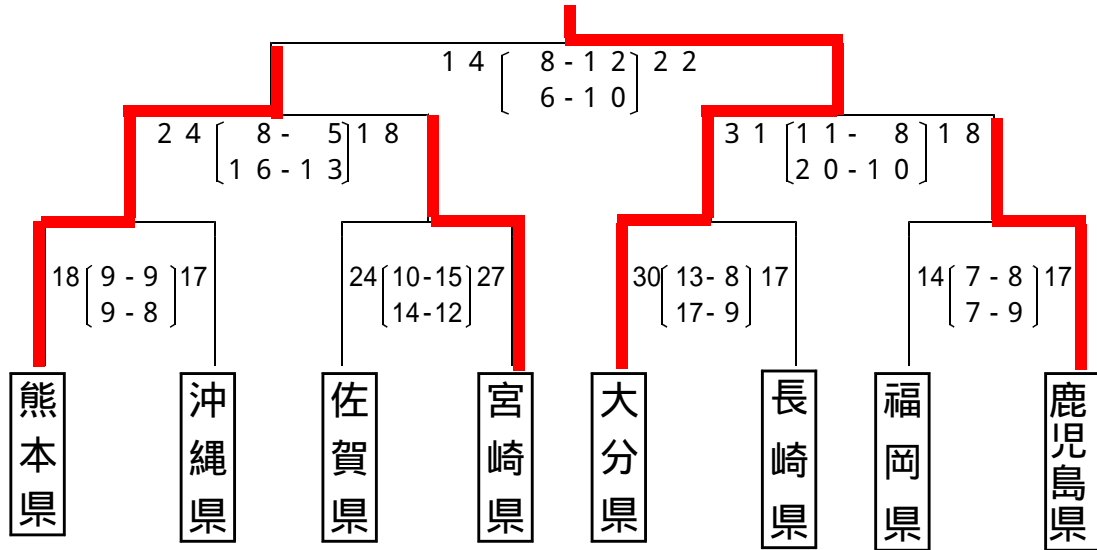 14 8-12 22
6-10
24 8- 5 18
16-13
31 11- 8 18
20-10
18 9-9 17
9-8
24 10-15 27
14-12
30 13-8 17
17-9
14 7-8 17
7-9
熊本県
沖縄県
佐賀県
宮崎県
大分県
長崎県
福岡県
鹿児島県